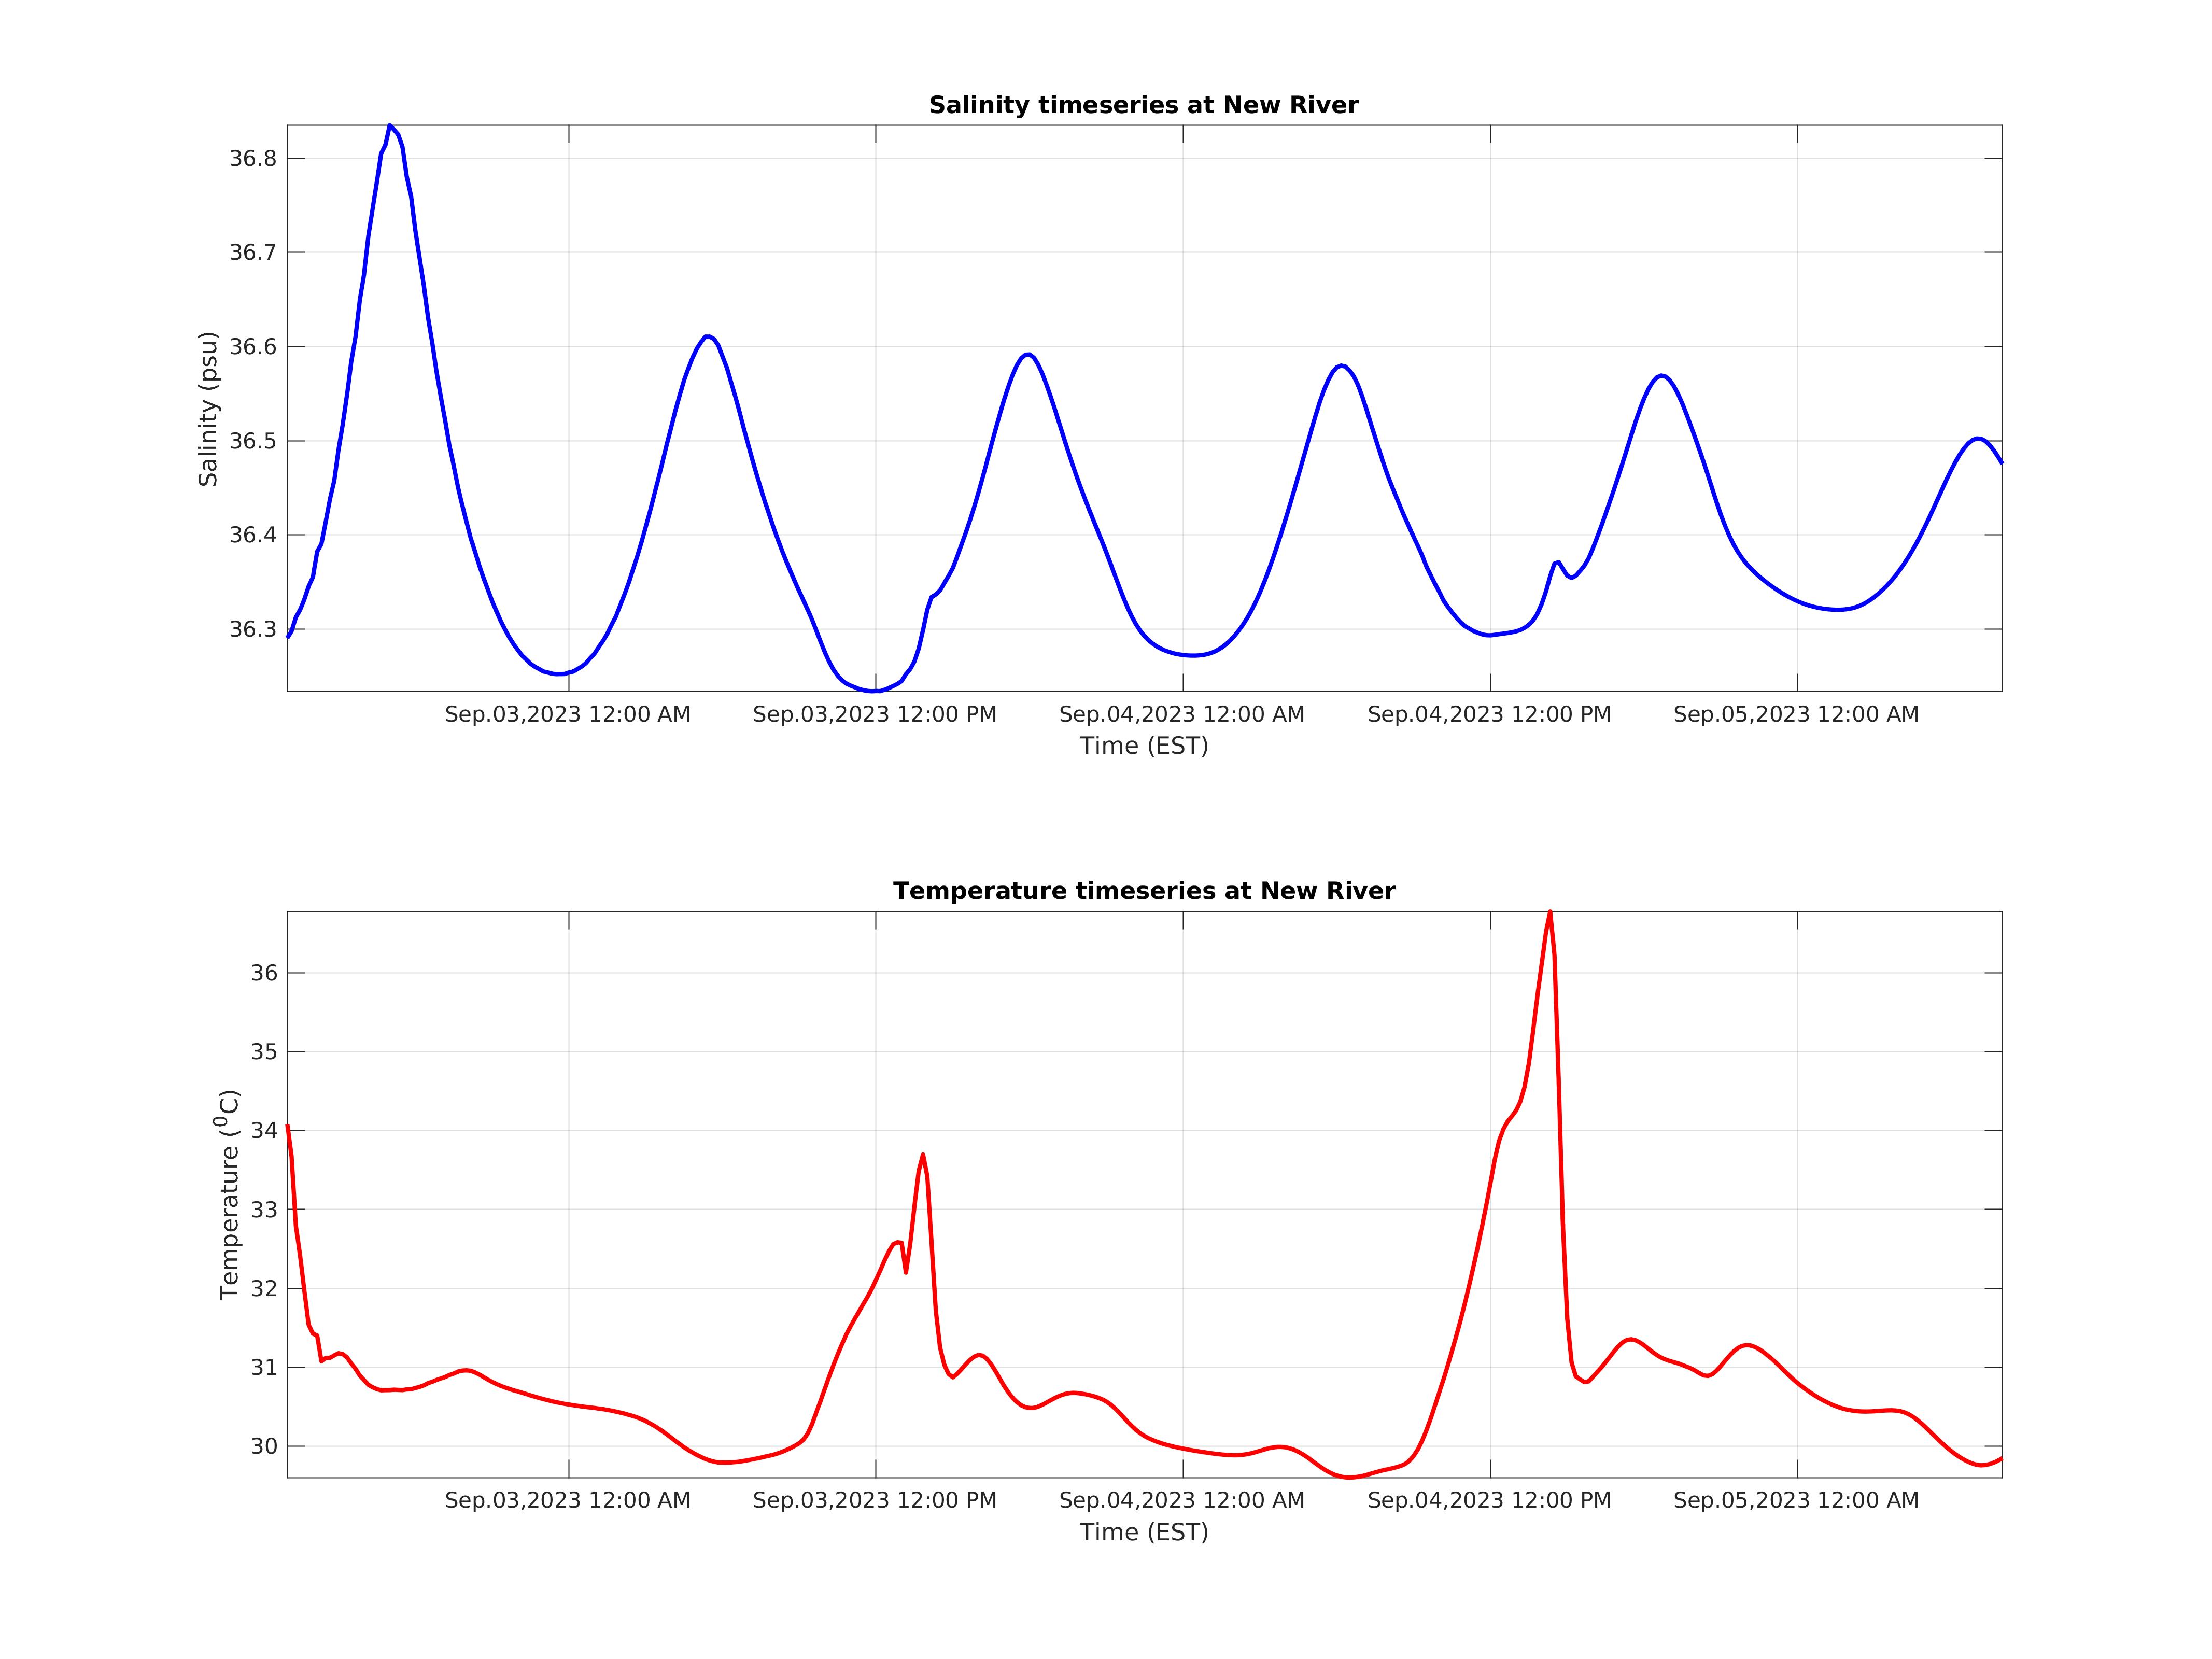 Salinity timeseries at New River
36.8
36.7
36.6
36.5
36.4
36.3
Salinity (psu)
Sep.03,2023 12:00 AM Sep.03,2023 12:00 PM Sep.04,2023 12:00 AM Sep.04,2023 12:00 PM Sep.05,2023 12:00 AM
Time (EST)
Temperature timeseries at New River
36
35
34
33
32
31
30
Temperature (⁰C)
Sep.03,2023 12:00 AM Sep.03,2023 12:00 PM Sep.04,2023 12:00 AM Sep.04,2023 12:00 PM Sep.05,2023 12:00 AM
Time (EST)